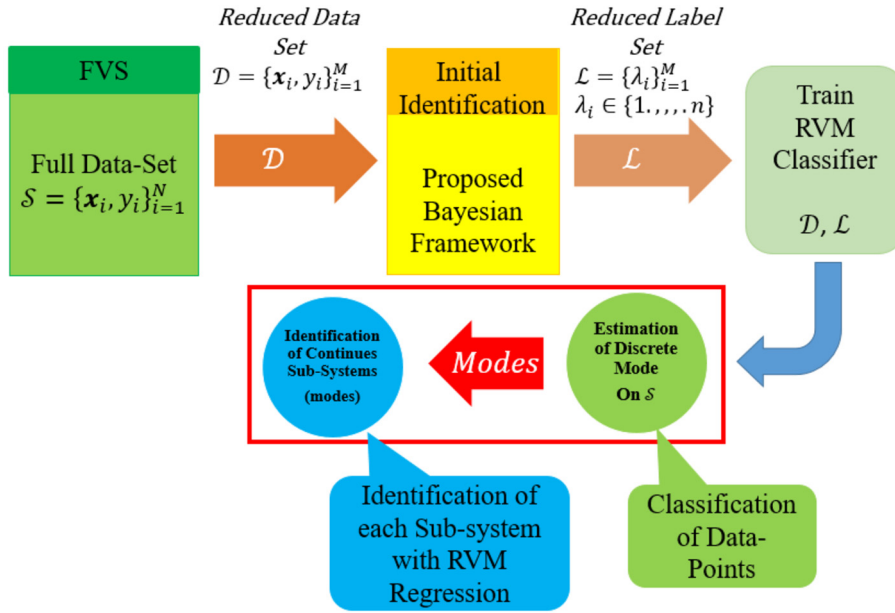 FVS
Full Data-Set
𝒮 = {𝒙ᵢ, yᵢ}ᵢ₌₁ᴺ
Reduced Data
Set
𝒟 = {𝒙ᵢ, yᵢ}ᵢ₌₁ᴹ
𝒟
Initial
Identification
Proposed
Bayesian
Framework
Reduced Label
Set
ℒ = {λᵢ}ᵢ₌₁ᴹ
λᵢ ∈ {1.,,,,.n}
ℒ
Train
RVM
Classifier
𝒟, ℒ
Estimation
of Discrete
Mode
On 𝒮
Modes
Identification
of Continues
Sub-Systems
(modes)
Identification of
each Sub-system
with RVM
Regression
Classification
of Data-
Points